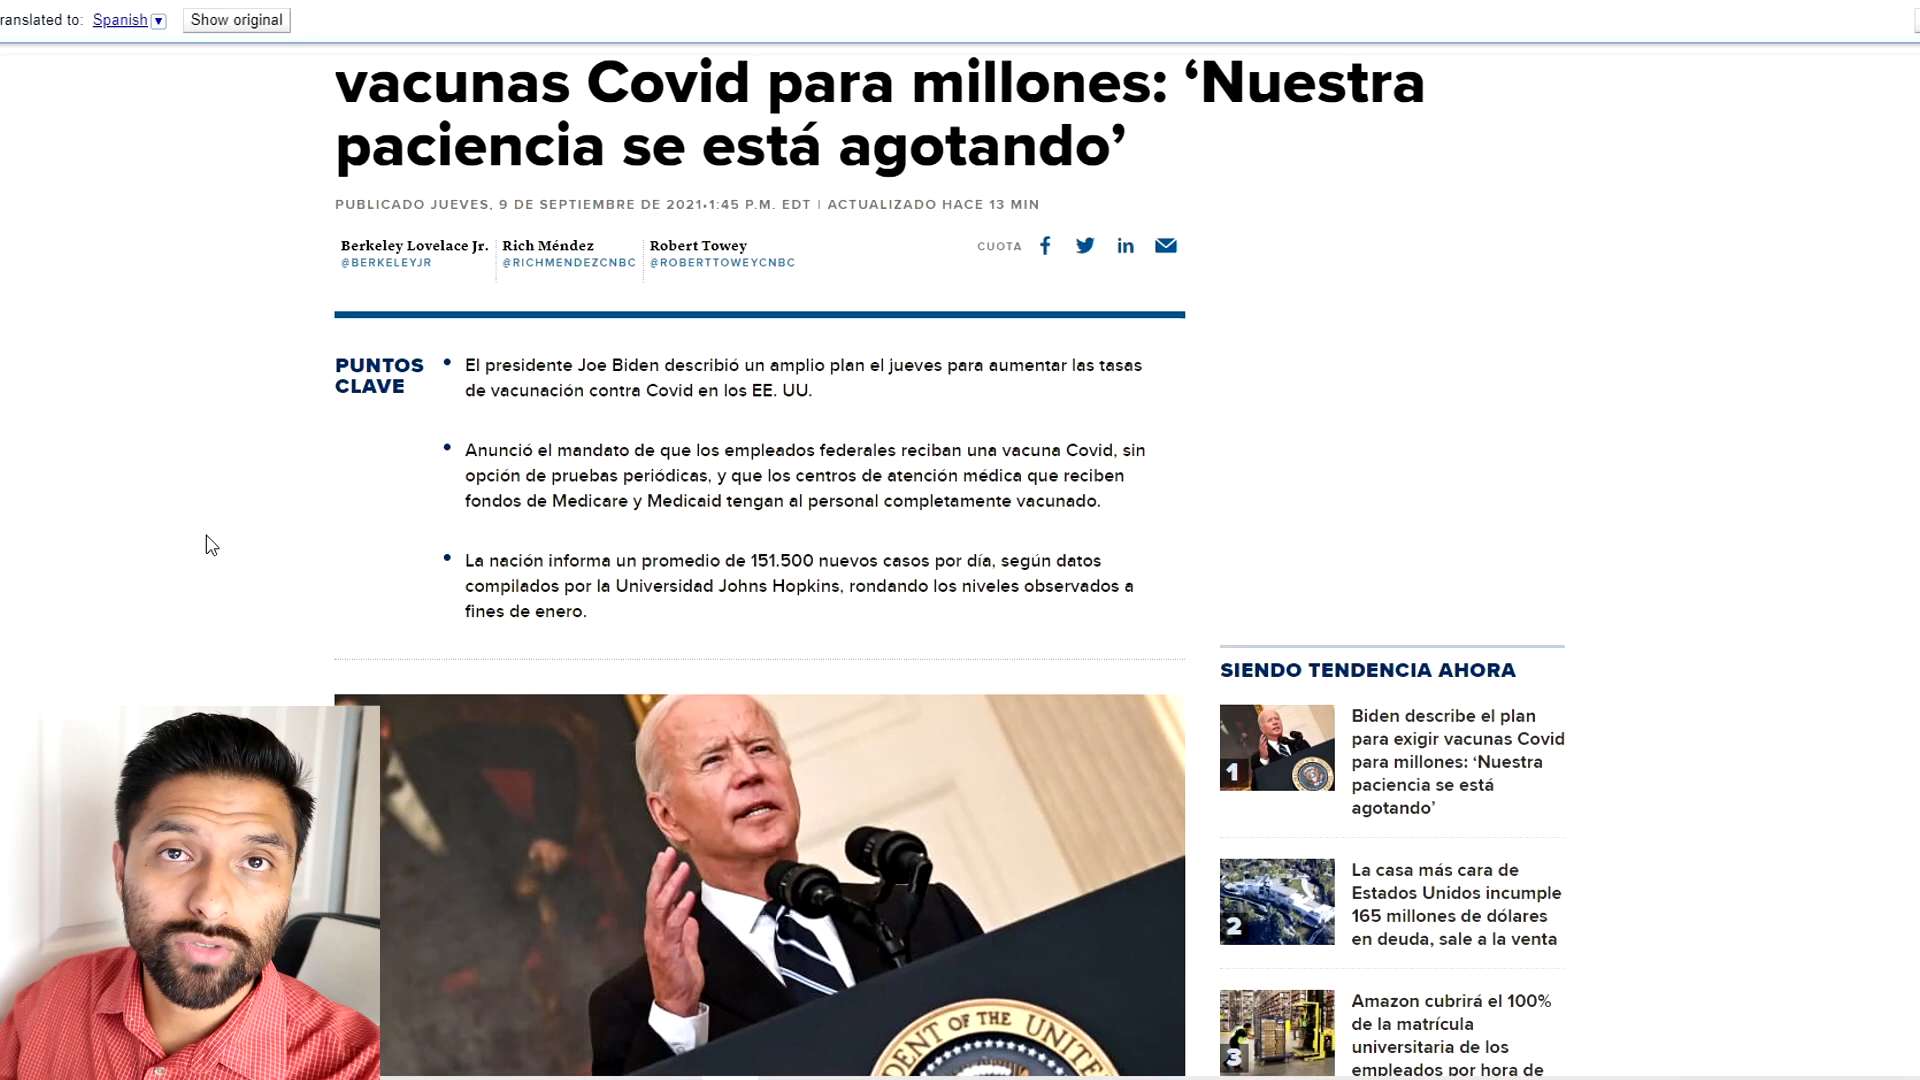 ranslated to: Spanish Show original
vacunas Covid para millones: ‘Nuestra
paciencia se está agotando’
PUBLICADO JUEVES, 9 DE SEPTIEMBRE DE 2021•1:45 P.M. EDT | ACTUALIZADO HACE 13 MIN
Berkeley Lovelace Jr.
@BERKELEYJR
Rich Méndez
@RICHMENDEZCNBC
Robert Towey
@ROBERTTOWEYCNBC
CUOTA
PUNTOS
CLAVE
• El presidente Joe Biden describió un amplio plan el jueves para aumentar las tasas
de vacunación contra Covid en los EE. UU.
• Anunció el mandato de que los empleados federales reciban una vacuna Covid, sin
opción de pruebas periódicas, y que los centros de atención médica que reciben
fondos de Medicare y Medicaid tengan al personal completamente vacunado.
• La nación informa un promedio de 151.500 nuevos casos por día, según datos
compilados por la Universidad Johns Hopkins, rondando los niveles observados a
fines de enero.
DENT OF THE UNITE
SIENDO TENDENCIA AHORA
1
Biden describe el plan
para exigir vacunas Covid
para millones: ‘Nuestra
paciencia se está
agotando’
2
La casa más cara de
Estados Unidos incumple
165 millones de dólares
en deuda, sale a la venta
3
Amazon cubrirá el 100%
de la matrícula
universitaria de los
empleados por hora de